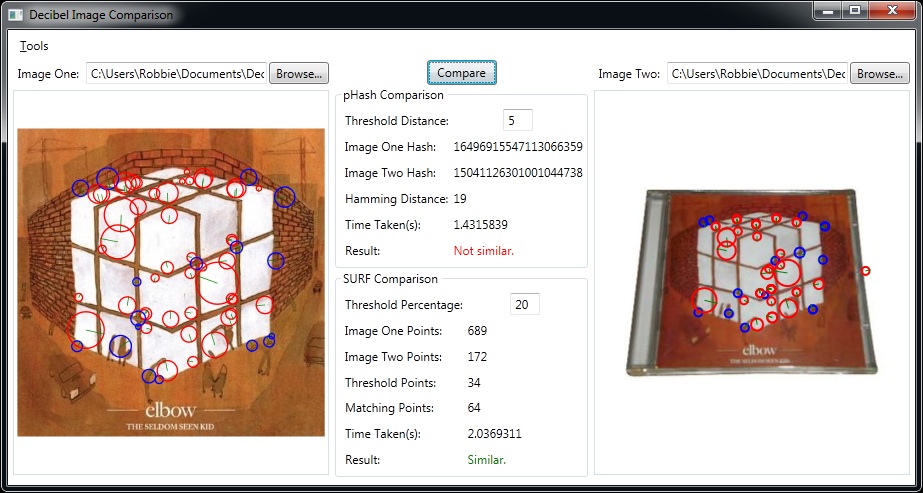 Decibel Image Comparison
Tools
Image One: C:\Users\Robbie\Documents\Dec Browse...
Compare
Image Two: C:\Users\Robbie\Documents\Dec Browse...
pHash Comparison
Threshold Distance: 5
Image One Hash: 16496915547113066359
Image Two Hash: 15041126301001044738
Hamming Distance: 19
Time Taken(s): 1.4315839
Result: Not similar.
SURF Comparison
Threshold Percentage: 20
Image One Points: 689
Image Two Points: 172
Threshold Points: 34
Matching Points: 64
Time Taken(s): 2.0369311
Result: Similar.
elbow
THE SELDOM SEEN KID
elbow
THE SELDOM SEEN KID